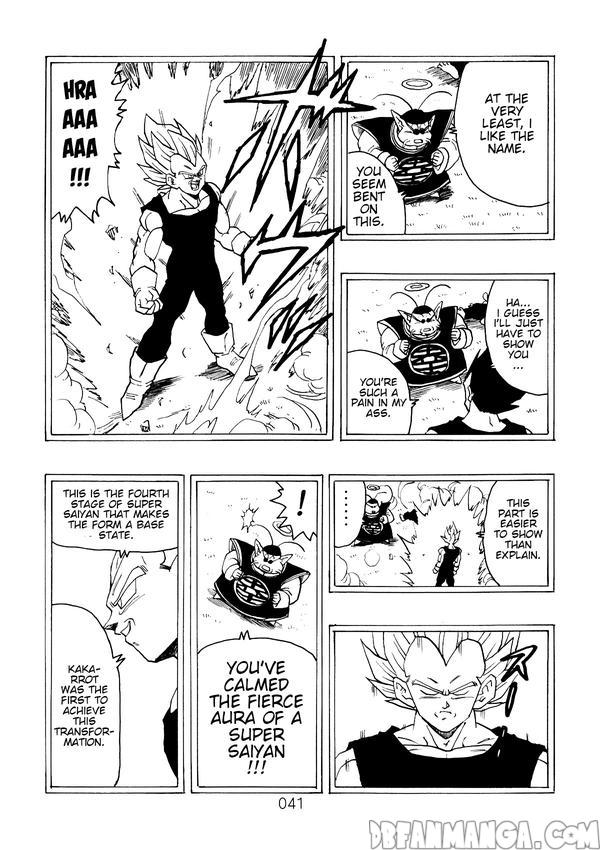 AT THE
VERY
LEAST, I
LIKE THE
NAME.
YOU
SEEM
BENT
ON
THIS.
HA...
I GUESS
I'LL JUST
HAVE TO
SHOW
YOU
...
YOU'RE
SUCH A
PAIN IN MY
ASS.
HRA
AAA
AAA
!!!
THIS
PART IS
EASIER
TO SHOW
THAN
EXPLAIN.
......
!
YOU'VE
CALMED
THE FIERCE
AURA OF A
SUPER
SAIYAN
!!!
THIS IS THE FOURTH
STAGE OF SUPER
SAIYAN THAT MAKES
THE FORM A BASE
STATE.
KAKA-
RROT
WAS THE
FIRST TO
ACHIEVE
THIS
TRANSFOR-
MATION.
041
DBFANMANGA.COM